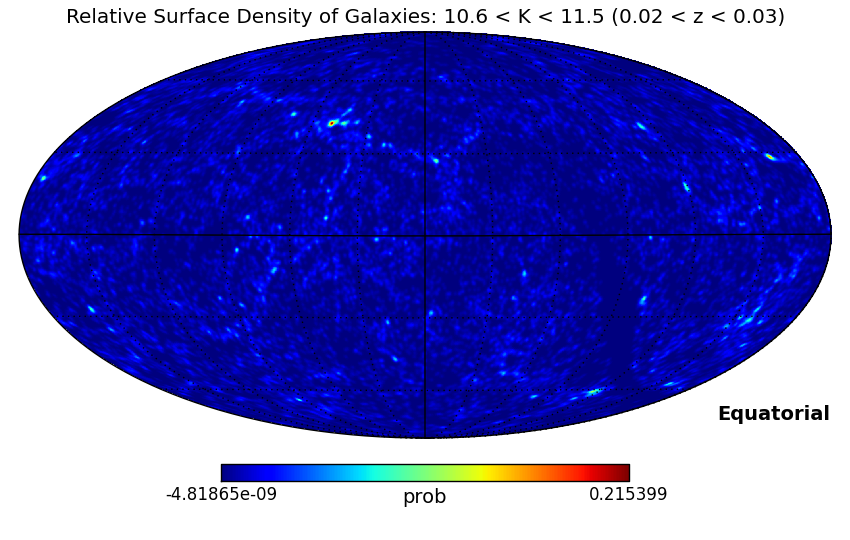 Relative Surface Density of Galaxies: 10.6 < K < 11.5 (0.02 < z < 0.03)
Equatorial
-4.81865e-09 prob 0.215399